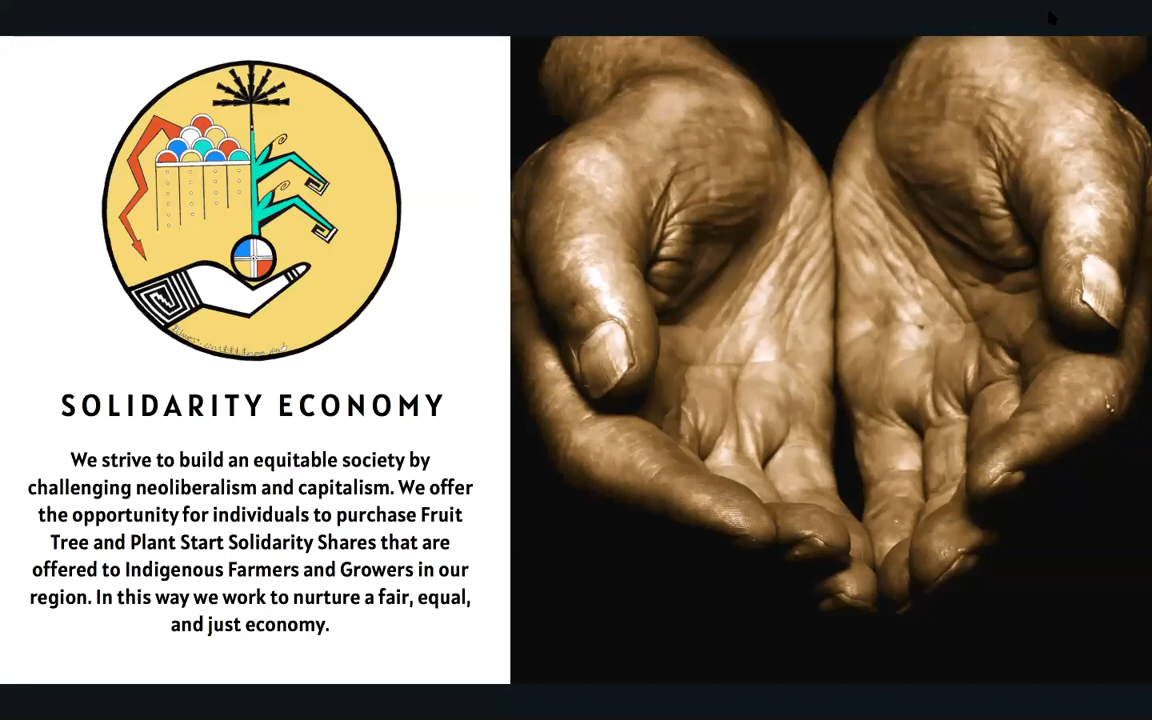 SOLIDARITY ECONOMY
We strive to build an equitable society by
challenging neoliberalism and capitalism. We offer
the opportunity for individuals to purchase Fruit
Tree and Plant Start Solidarity Shares that are
offered to Indigenous Farmers and Growers in our
region. In this way we work to nurture a fair, equal,
and just economy.